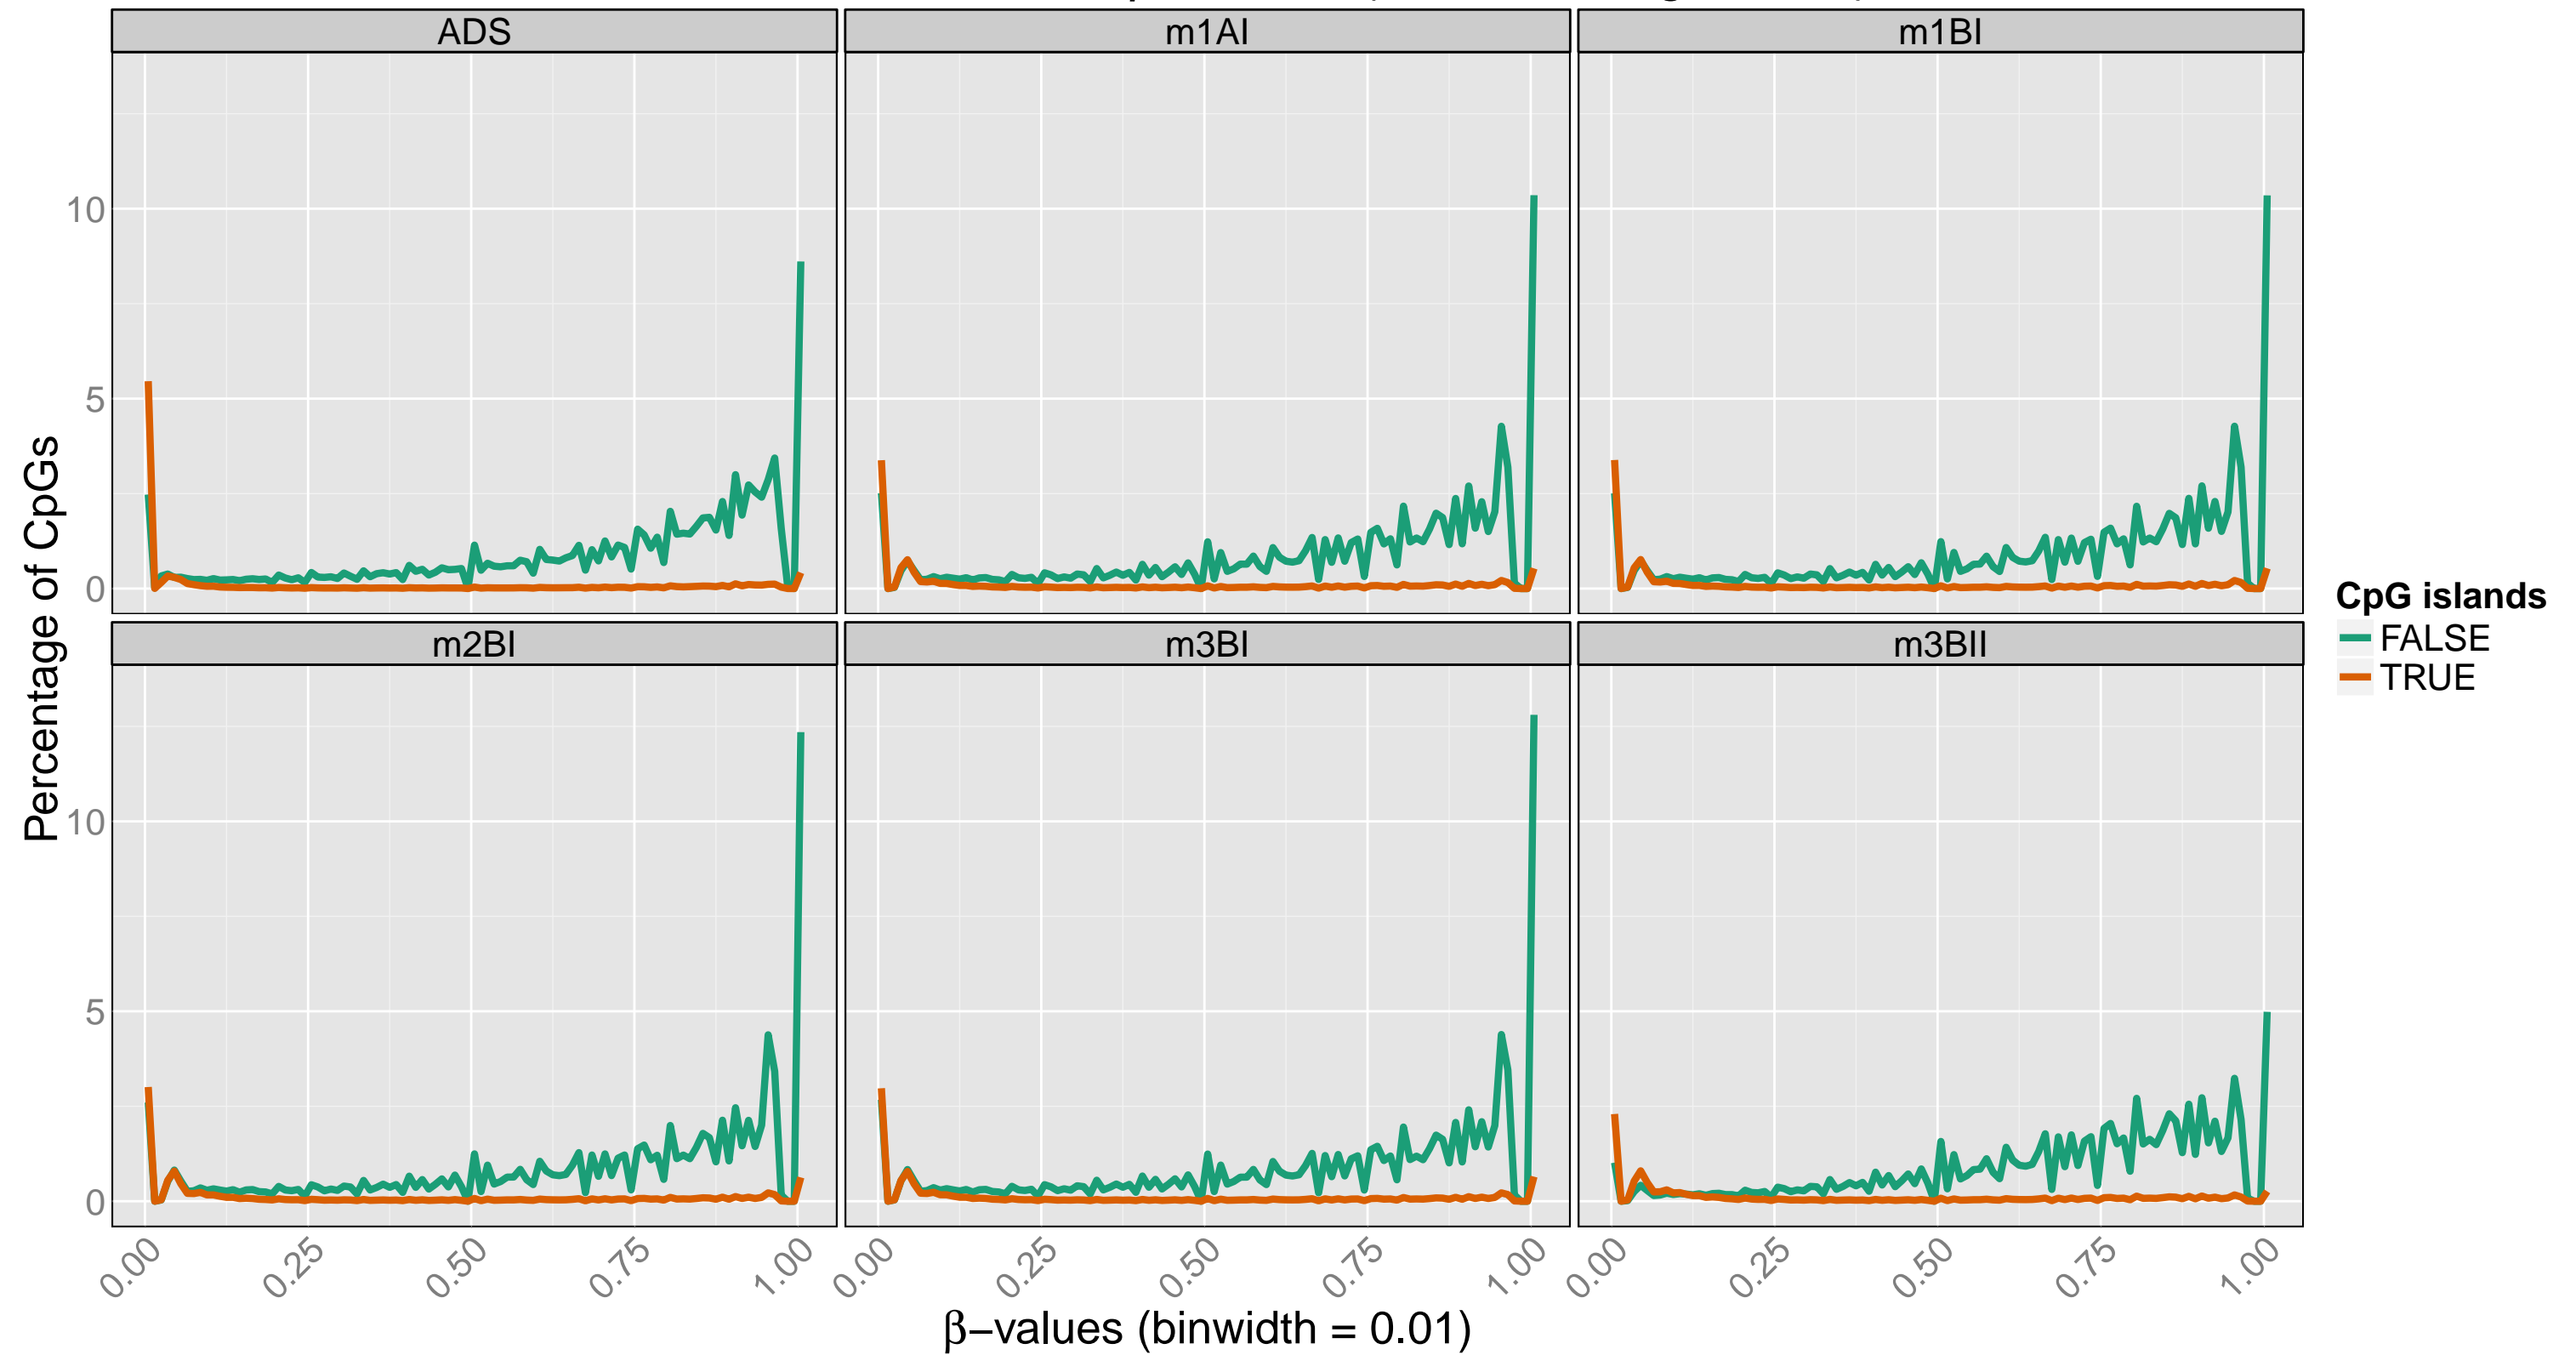 ADS m1AI m1BI
10
5
0
m2BI m3BI m3BII
10
5
0
Percentage of CpGs
0.00 0.25 0.50 0.75 1.00 0.00 0.25 0.50 0.75 1.00 0.00 0.25 0.50 0.75 1.00
β−values (binwidth = 0.01)
CpG islands
FALSE
TRUE